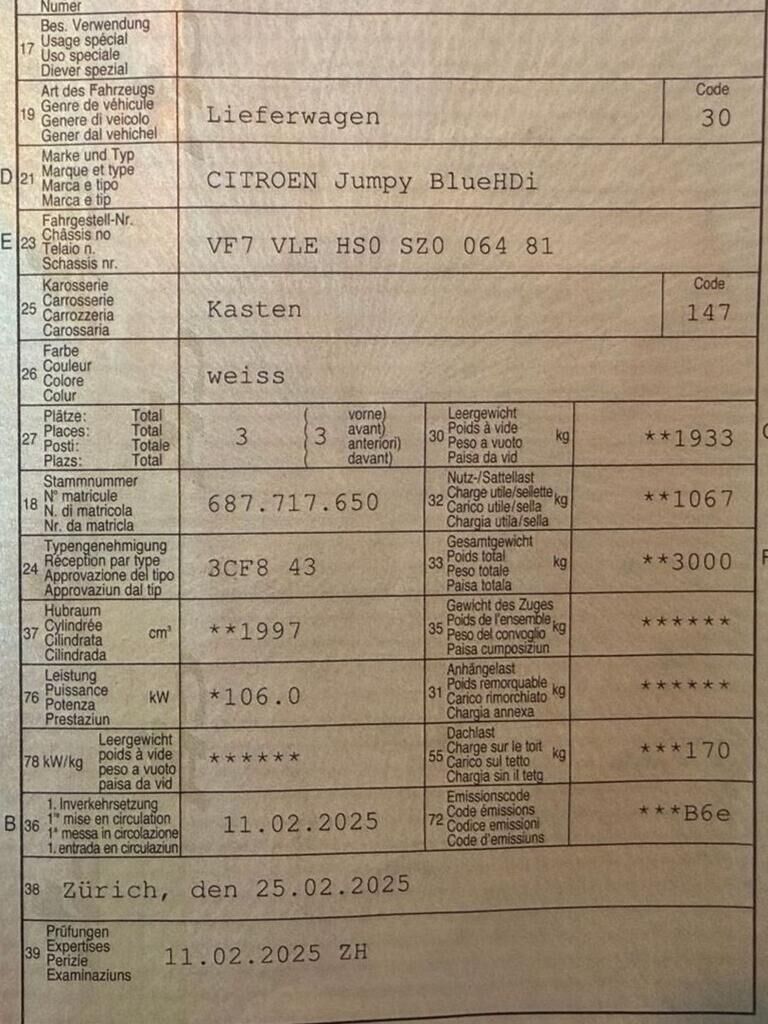 Numer
17 Bes. Verwendung
Usage spécial
Uso speciale
Diever spezial
19 Art des Fahrzeugs
Genre de véhicule
Genere di veicolo
Gener dal vehichel
Lieferwagen
Code
30
D 21 Marke und Typ
Marque et type
Marca e tipo
Marca e tip
CITROEN Jumpy BlueHDi
E 23 Fahrgestell-Nr.
Châssis no
Telaio n.
Schassis nr.
VF7 VLE HS0 SZ0 064 81
25 Karosserie
Carrosserie
Carrozzeria
Carossaria
Kasten
Code
147
26 Farbe
Couleur
Colore
Colur
weiss
27 Plätze: Total
Places: Total
Posti: Totale
Plazs: Total
3 ( 3 vorne)
avant)
anteriori)
davant)
30 Leergewicht
Poids à vide
Peso a vuoto
Paisa da vid
kg
**1933
18 Stammnummer
N° matricule
N. di matricola
Nr. da matricla
687.717.650
32 Nutz-/Sattellast
Charge utile/sellette
Carico utile/sella
Chargia utila/sella
kg
**1067
24 Typengenehmigung
Réception par type
Approvazione del tipo
Approvaziun dal tip
3CF8 43
33 Gesamtgewicht
Poids total
Peso totale
Paisa totala
kg
**3000
37 Hubraum
Cylindrée
Cilindrata
Cilindrada
cm³
**1997
35 Gewicht des Zuges
Poids de l'ensemble
Peso del convoglio
Paisa cumposiziun
kg
******
76 Leistung
Puissance
Potenza
Prestaziun
kW
*106.0
31 Anhängelast
Poids remorquable
Carico rimorchiato
Chargia annexa
kg
******
78 kW/kg
Leergewicht
poids à vide
peso a vuoto
paisa da vid
******
55 Dachlast
Charge sur le toit
Carico sul tetto
Chargia sin il tetg
kg
***170
B 36 1. Inverkehrsetzung
1re mise en circulation
1a messa in circolazione
1. entrada en circulaziun
11.02.2025
72 Emissionscode
Code émissions
Codice emissioni
Code d'emissiuns
***B6e
38 Zürich, den 25.02.2025
39 Prüfungen
Expertises
Perizie
Examinaziuns
11.02.2025 ZH